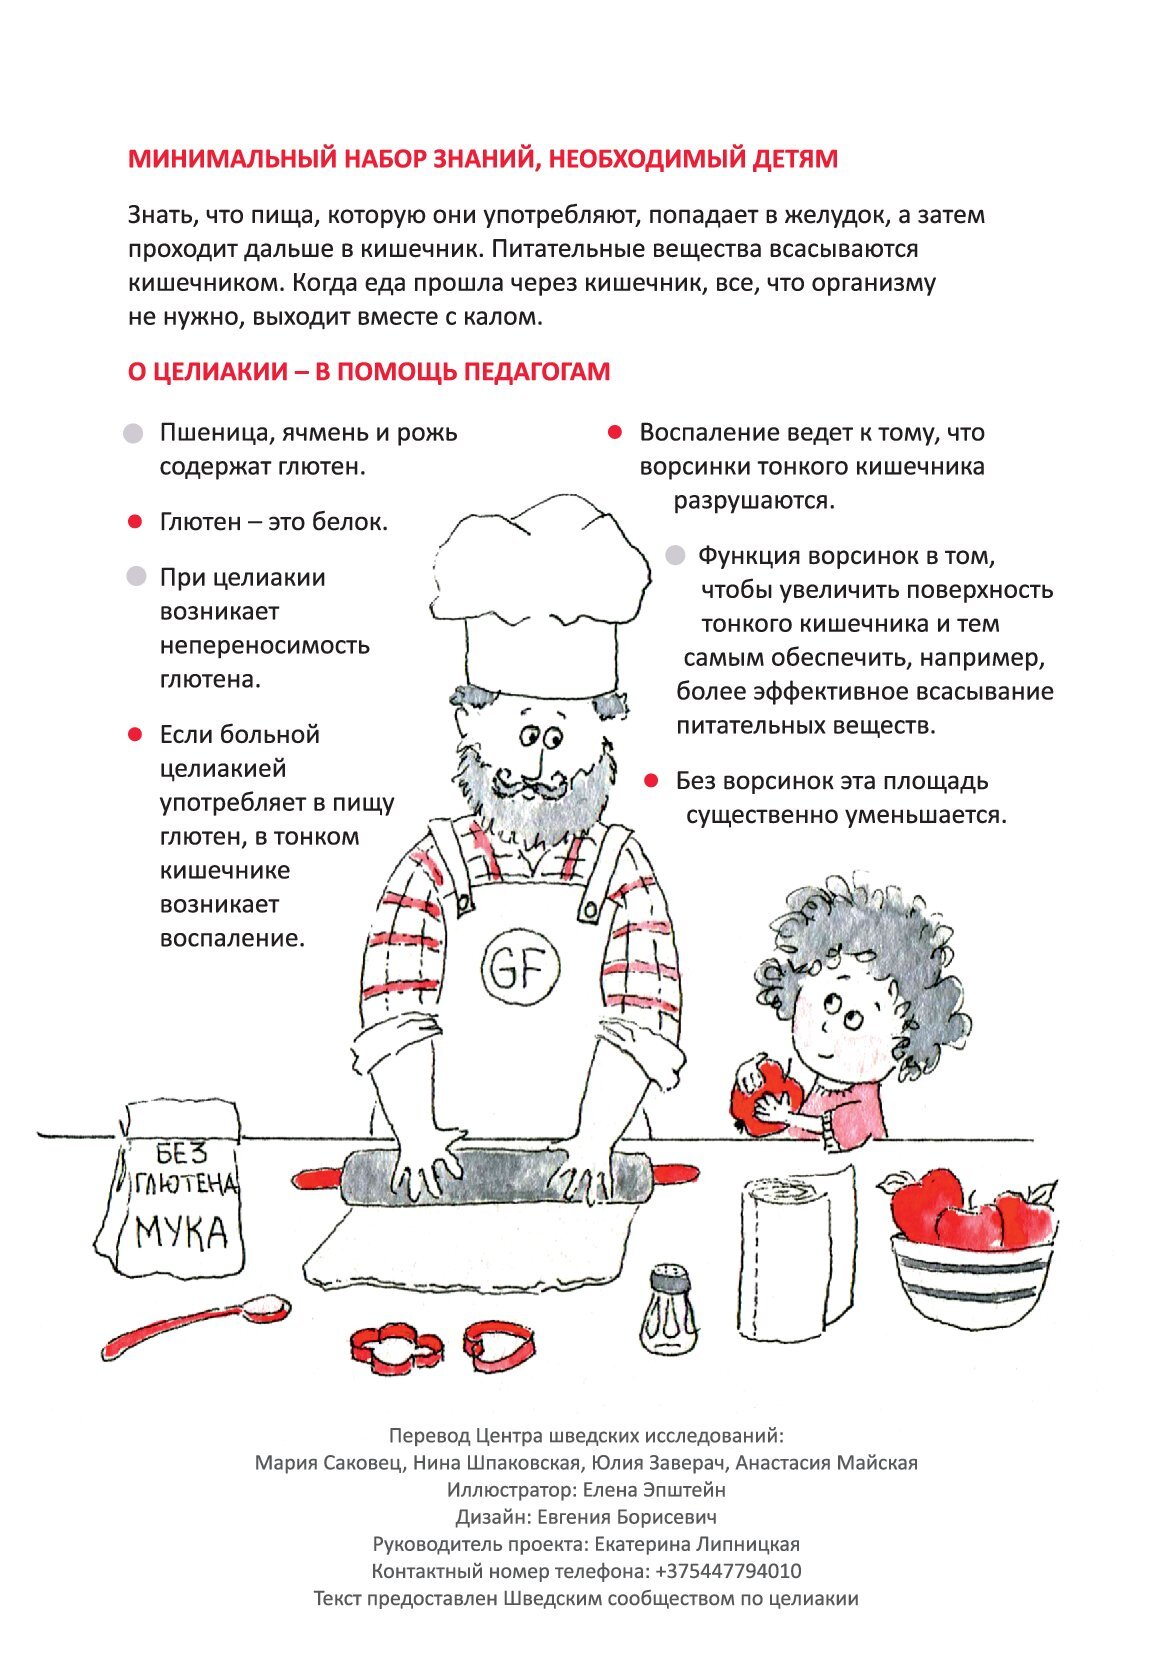 МИНИМАЛЬНЫЙ НАБОР ЗНАНИЙ, НЕОБХОДИМЫЙ ДЕТЯМ
Знать, что пища, которую они употребляют, попадает в желудок, а затем
проходит дальше в кишечник. Питательные вещества всасываются
кишечником. Когда еда прошла через кишечник, все, что организму
не нужно, выходит вместе с калом.
О ЦЕЛИАКИИ – В ПОМОЩЬ ПЕДАГОГАМ
Пшеница, ячмень и рожь
содержат глютен.
Глютен – это белок.
При целиакии
возникает
непереносимость
глютена.
Если больной
целиакией
употребляет в пищу
глютен, в тонком
кишечнике
возникает
воспаление.
Воспаление ведет к тому, что
ворсинки тонкого кишечника
разрушаются.
Функция ворсинок в том,
чтобы увеличить поверхность
тонкого кишечника и тем
самым обеспечить, например,
более эффективное всасывание
питательных веществ.
Без ворсинок эта площадь
существенно уменьшается.
GF
БЕЗ
ГЛЮТЕНА
МУКА
Перевод Центра шведских исследований:
Мария Саковец, Нина Шпаковская, Юлия Заверач, Анастасия Майская
Иллюстратор: Елена Эпштейн
Дизайн: Евгения Борисевич
Руководитель проекта: Екатерина Липницкая
Контактный номер телефона: +375447794010
Текст предоставлен Шведским сообществом по целиакии